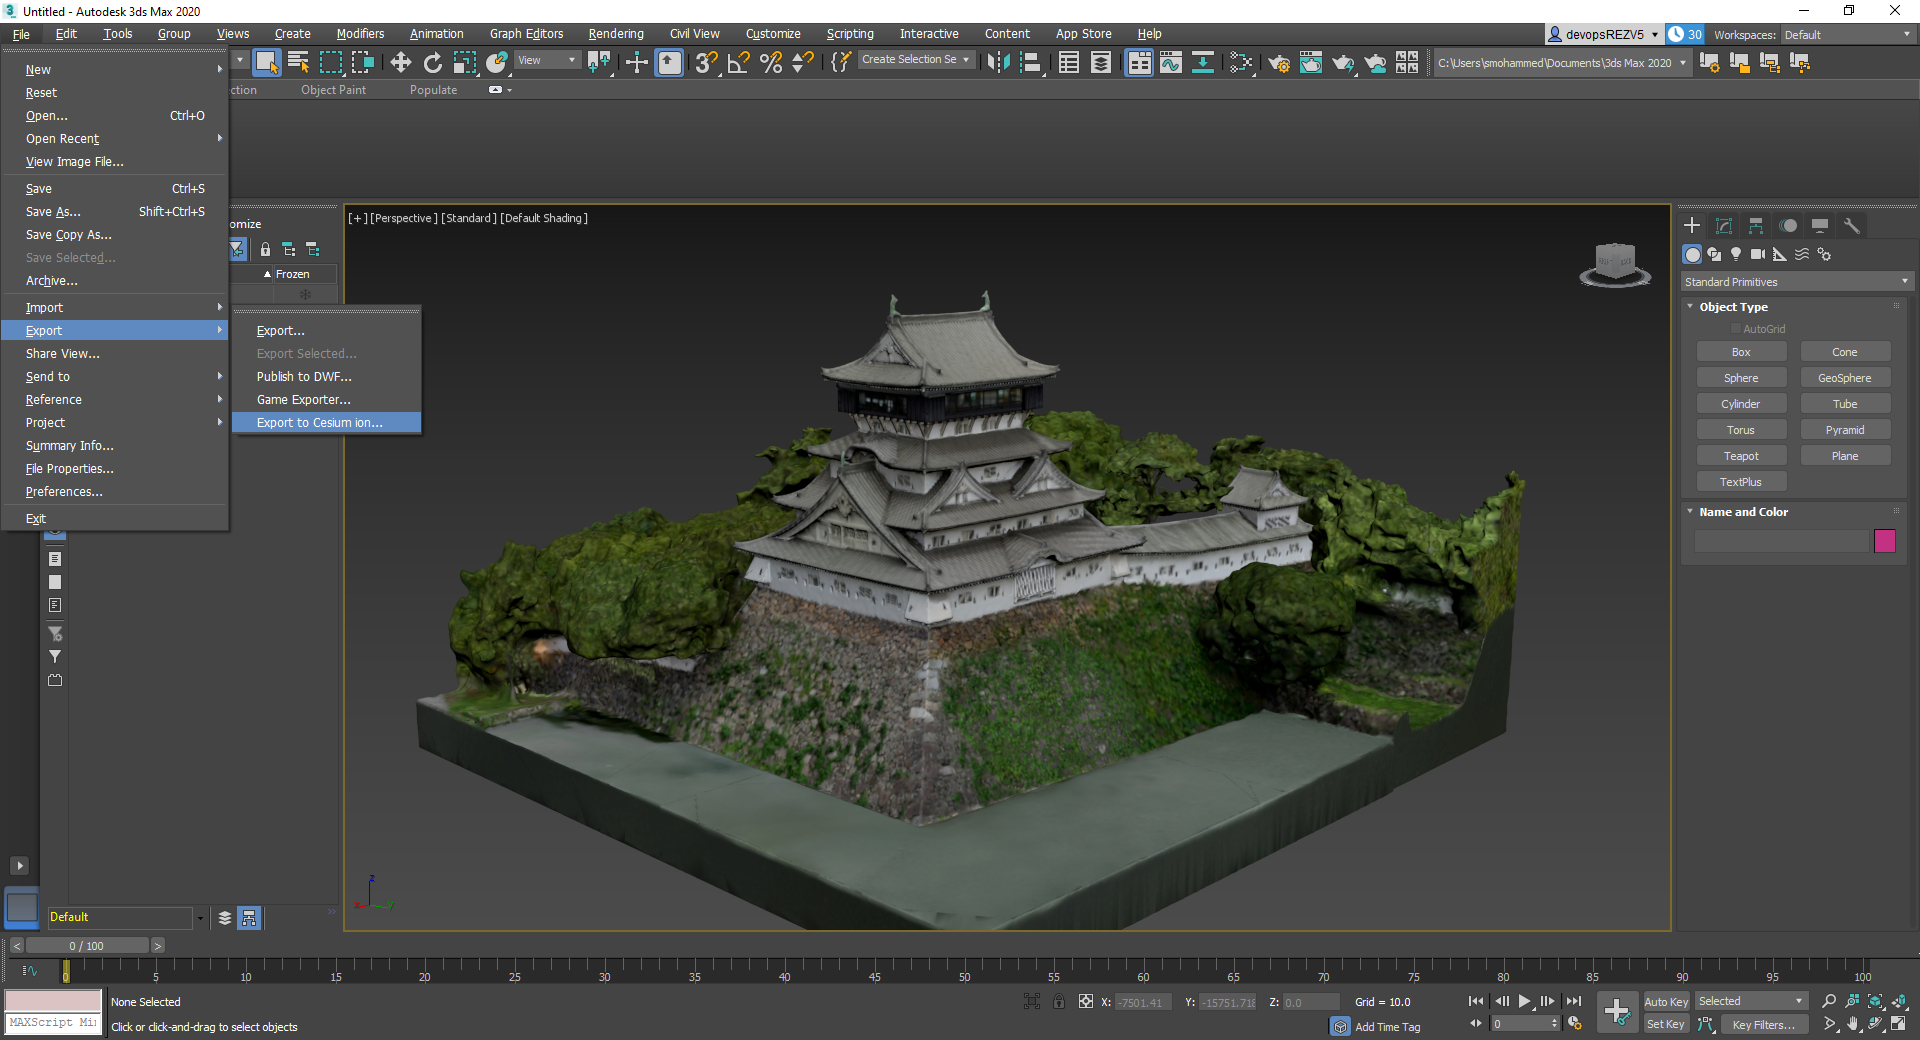 Untitled - Autodesk 3ds Max 2020
File Edit Tools Group Views Create Modifiers Animation Graph Editors Rendering Civil View Customize Scripting Interactive Content App Store Help
devopsREZV5 30 Workspaces: Default
View
Create Selection Se
C:\Users\smohammed\Documents\3ds Max 2020
ction Object Paint Populate
New
Reset
Open... Ctrl+O
Open Recent
View Image File...
Save Ctrl+S
Save As... Shift+Ctrl+S
Save Copy As...
Save Selected...
Archive...
Import
Export
Share View...
Send to
Reference
Project
Summary Info...
File Properties...
Preferences...
Exit
Export...
Export Selected...
Publish to DWF...
Game Exporter...
Export to Cesium ion...
omize
Frozen
[+] [Perspective ] [Standard ] [Default Shading ]
z
Standard Primitives
Object Type
AutoGrid
Box Cone
Sphere GeoSphere
Cylinder Tube
Torus Pyramid
Teapot Plane
TextPlus
Name and Color
Default
0 / 100
0 5 10 15 20 25 30 35 40 45 50 55 60 65 70 75 80 85 90 95 100
None Selected
X: -7501.41 Y: -15751.718 Z: 0.0 Grid = 10.0
Auto Key Selected
MAXScript Mi
Click or click-and-drag to select objects
Add Time Tag
0
Set Key Key Filters...